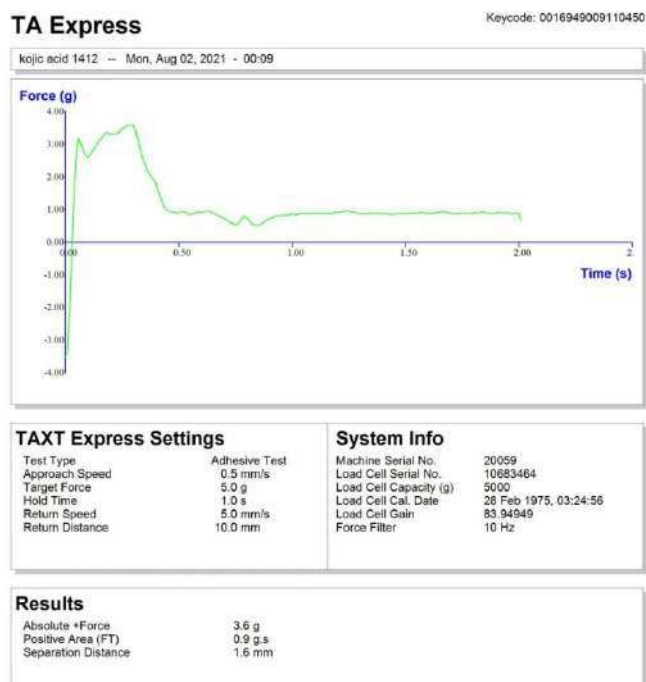 TA Express
Keycode: 0016949009110450
kojic acid 1412 -- Mon, Aug 02, 2021 - 00:09
Force (g)
4.00
3.00
2.00
1.00
0.00
-1.00
-2.00
-3.00
-4.00
0.00 0.50 1.00 1.50 2.00 2.
Time (s)
TAXT Express Settings
Test Type Adhesive Test
Approach Speed 0.5 mm/s
Target Force 5.0 g
Hold Time 1.0 s
Return Speed 5.0 mm/s
Return Distance 10.0 mm
System Info
Machine Serial No. 20059
Load Cell Serial No. 10683464
Load Cell Capacity (g) 5000
Load Cell Cal. Date 28 Feb 1975, 03:24:56
Load Cell Gain 83.94949
Force Filter 10 Hz
Results
Absolute +Force 3.6 g
Positive Area (FT) 0.9 g.s
Separation Distance 1.6 mm